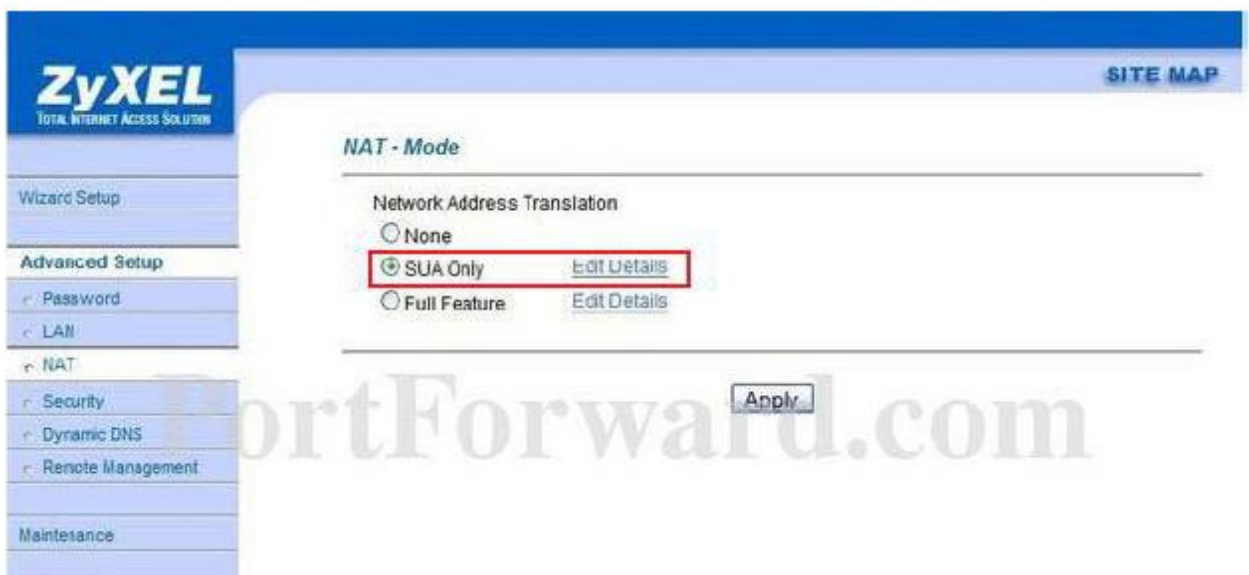 ZyXEL
TOTAL INTERNET ACCESS SOLUTION
SITE MAP
NAT - Mode
Wizard Setup
Advanced Setup
Password
LAN
NAT
Security
Dynamic DNS
Remote Management
Maintenance
Network Address Translation
None
SUA Only Edit Details
Full Feature Edit Details
Apply
PortForward.com